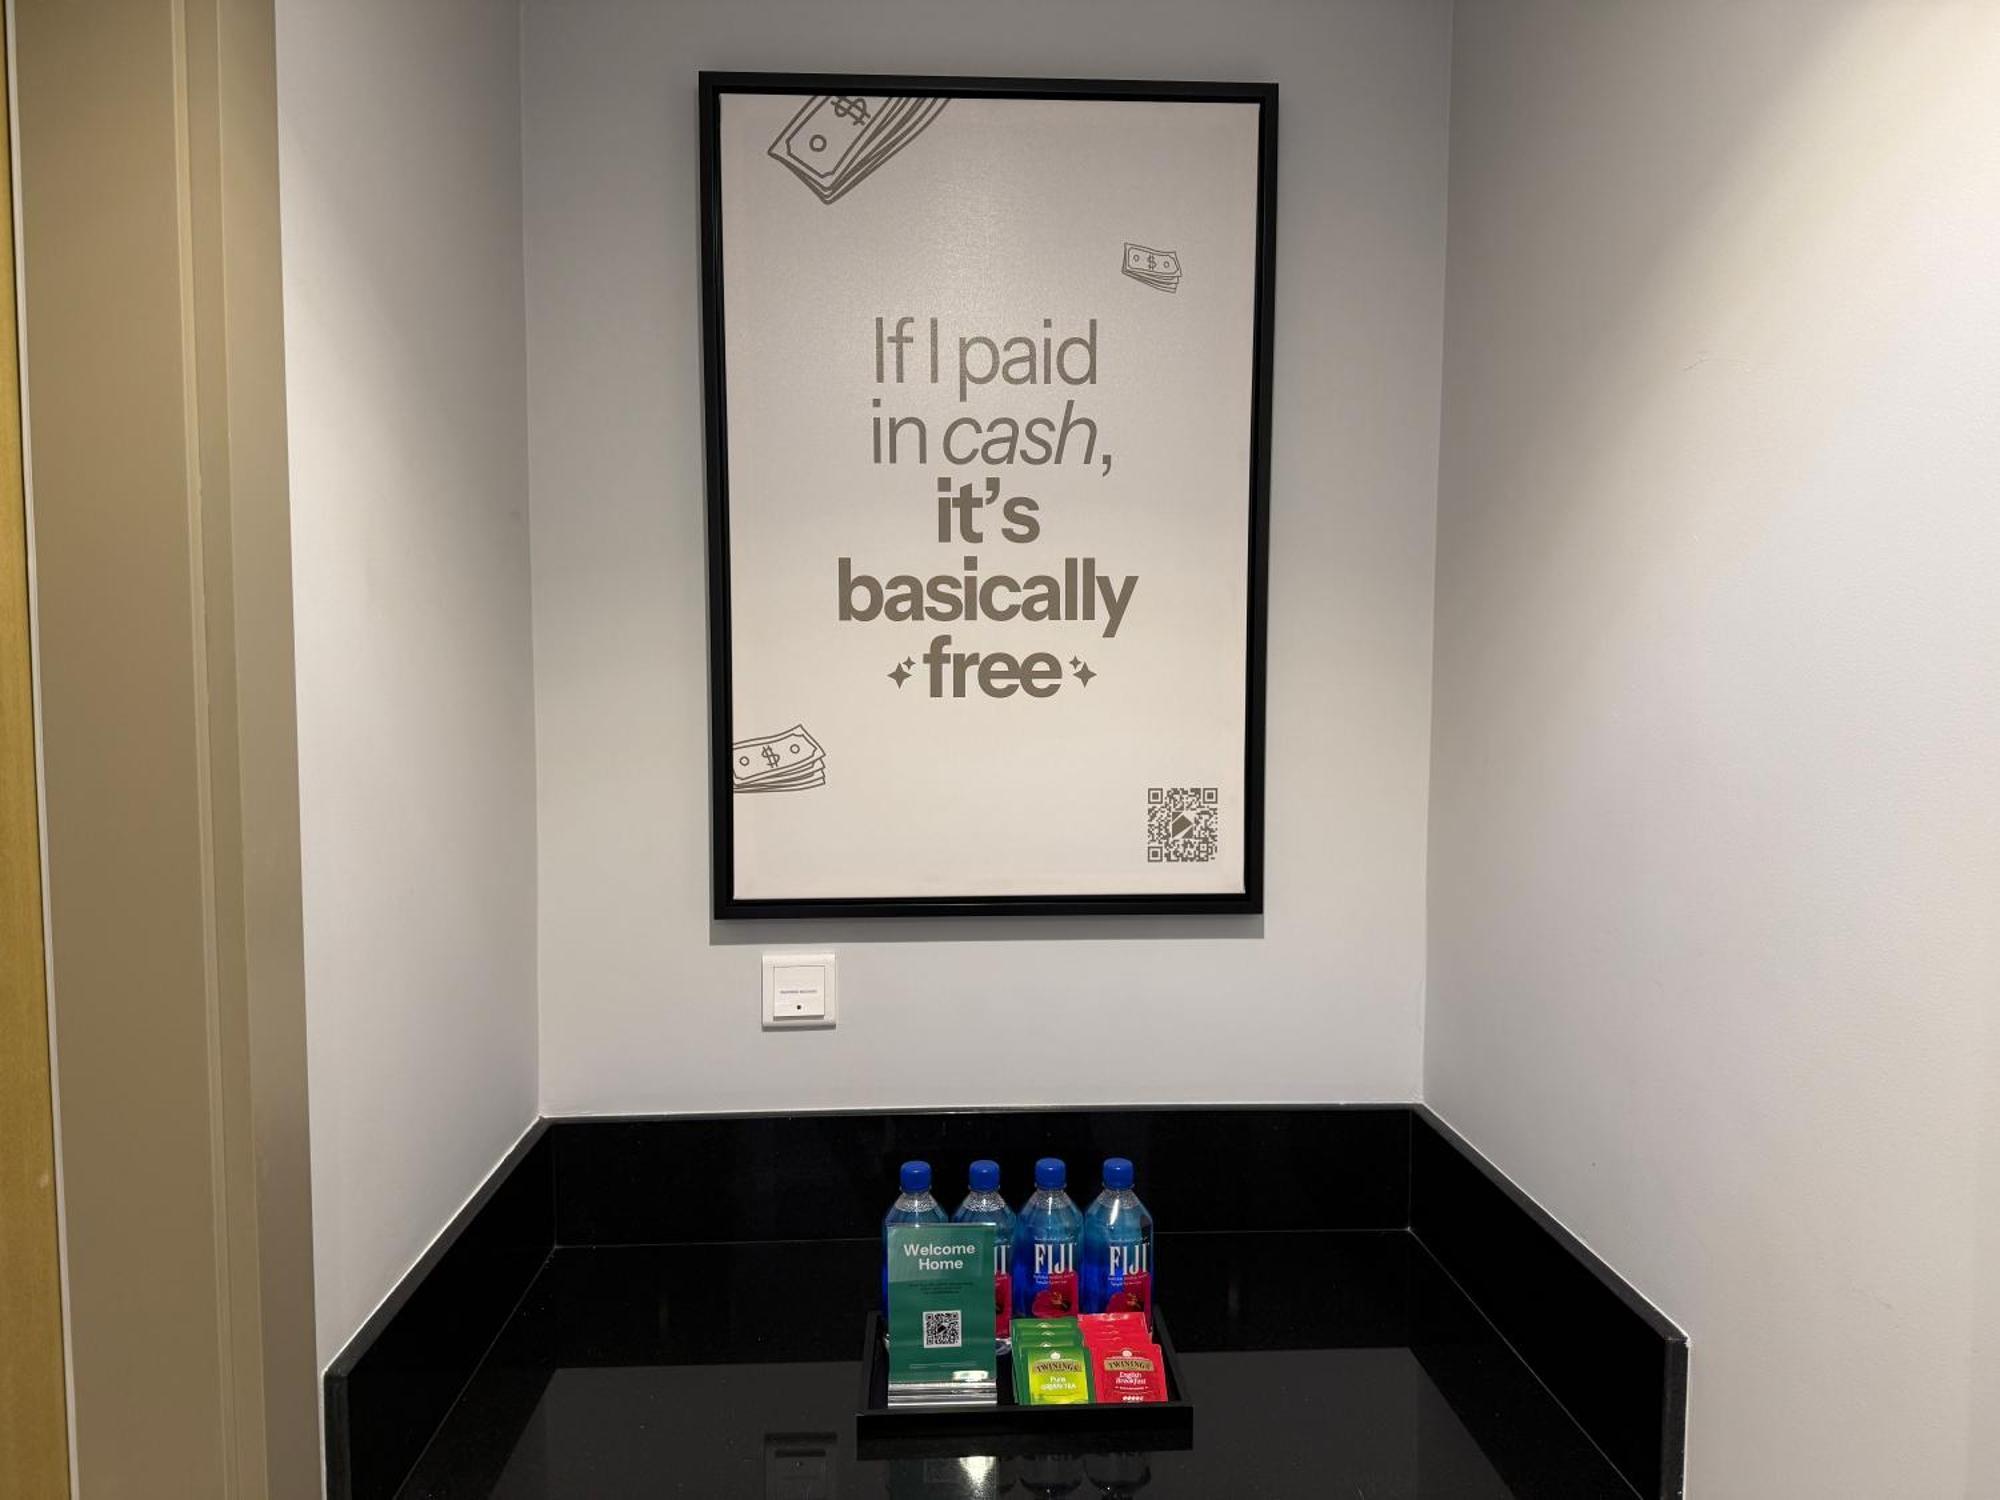 If I paid
in cash,
it's
basically
free
Welcome
Home
FIJI
FIJI
TWININGS
Pure
GREEN TEA
TWININGS
English
Breakfast